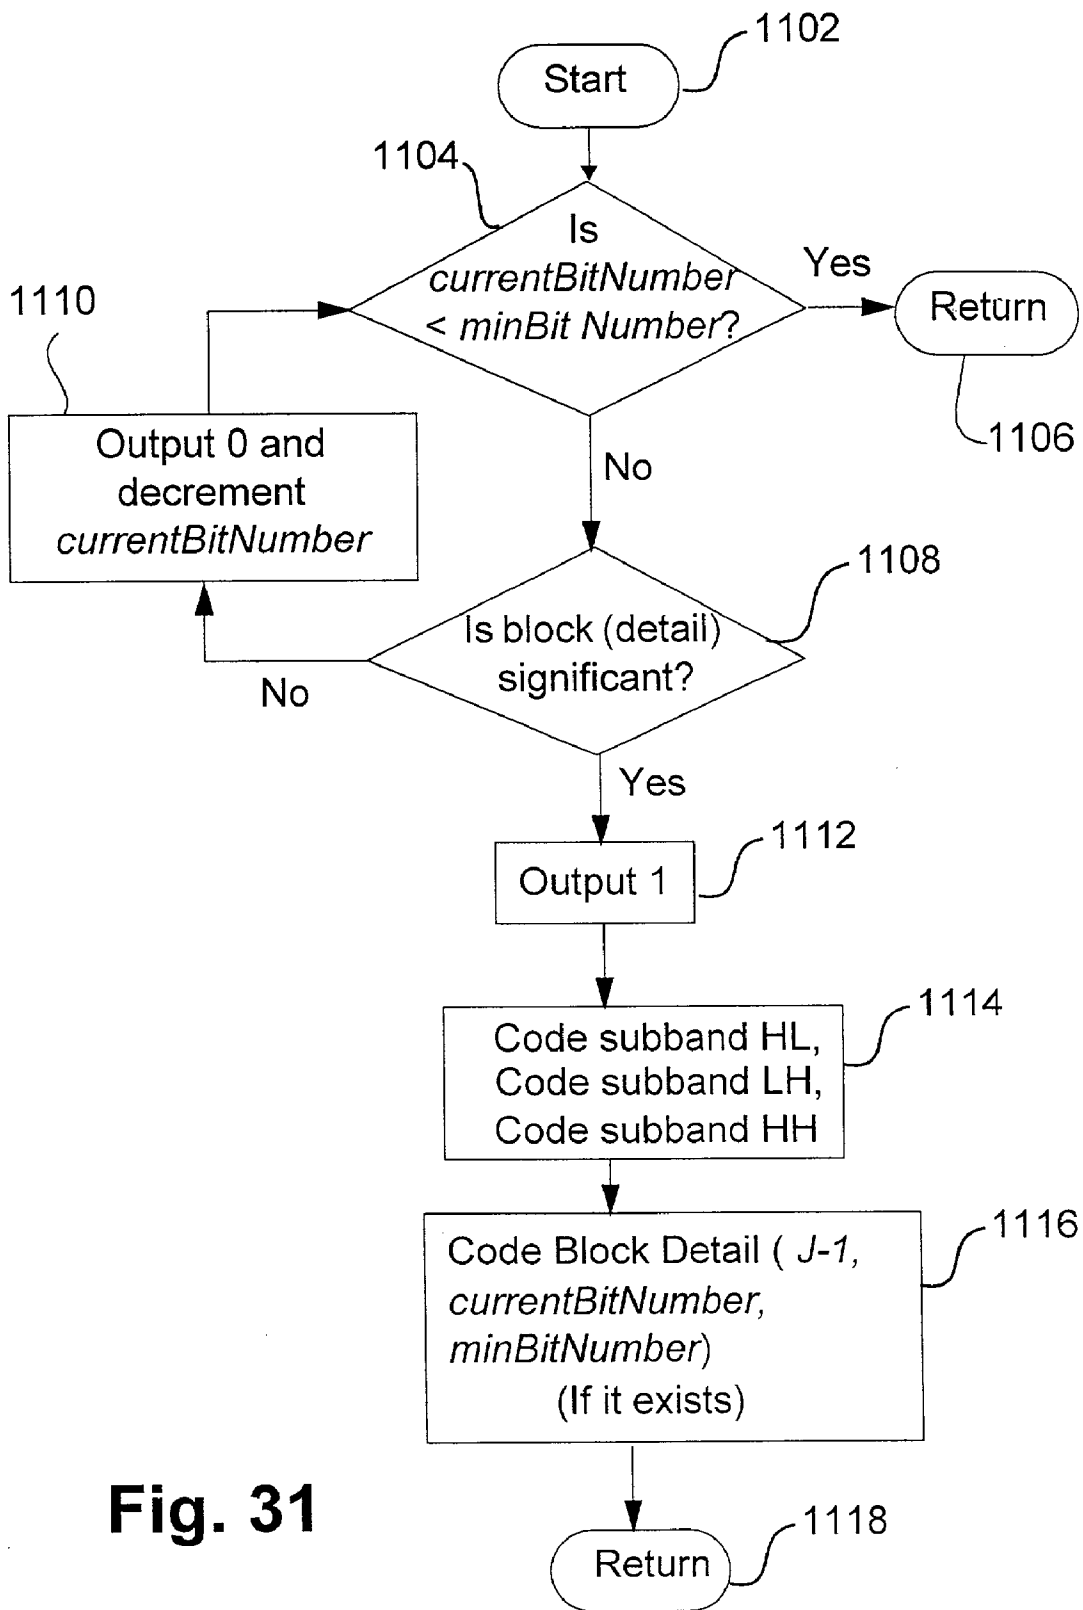 1102
Start
1104
Is
currentBitNumber
< minBit Number?
Yes
Return
1106
1110
Output 0 and
decrement
currentBitNumber
No
1108
Is block (detail)
significant?
No
Yes
1112
Output 1
1114
Code subband HL,
Code subband LH,
Code subband HH
1116
Code Block Detail ( J-1,
currentBitNumber,
minBitNumber)
(If it exists)
Fig. 31
1118
Return